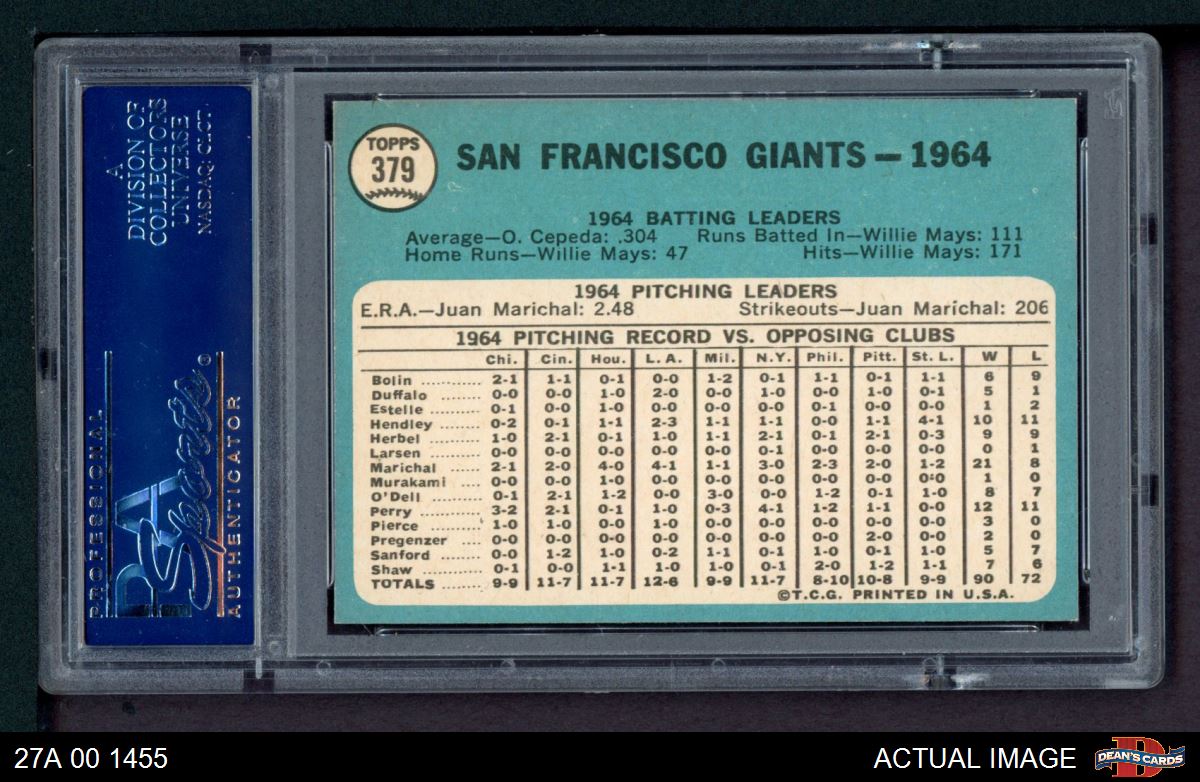 A
DIVISION OF
COLLECTORS
UNIVERSE
NASDAQ: CLCT
PROFESSIONAL
PSA
Sports
AUTHENTICATOR
®
TOPPS
379
SAN FRANCISCO GIANTS — 1964
1964 BATTING LEADERS
Average—O. Cepeda: .304 Runs Batted In—Willie Mays: 111
Home Runs—Willie Mays: 47 Hits—Willie Mays: 171
1964 PITCHING LEADERS
E.R.A.—Juan Marichal: 2.48 Strikeouts—Juan Marichal: 206
1964 PITCHING RECORD VS. OPPOSING CLUBS
Chi. Cin. Hou. L. A. Mil. N.Y. Phil. Pitt. St. L. W L
Bolin ........... 2-1 1-1 0-1 0-0 1-2 0-1 1-1 0-1 1-1 6 9
Duffalo ........ 0-0 0-0 1-0 2-0 0-0 1-0 0-0 1-0 0-1 5 1
Estelle ......... 0-1 0-0 1-0 0-0 0-0 0-0 0-1 0-0 0-0 1 2
Hendley ....... 0-2 0-1 1-1 2-3 1-1 1-1 0-0 1-1 4-1 10 11
Herbel ......... 1-0 2-1 0-1 1-0 1-1 2-1 0-1 2-1 0-3 9 9
Larsen ......... 0-0 0-0 0-0 0-0 0-0 0-1 0-0 0-0 0-0 0 1
Marichal ...... 2-1 2-0 4-0 4-1 1-1 3-0 2-3 2-0 1-2 21 8
Murakami .... 0-0 0-0 1-0 0-0 0-0 0-0 0-0 0-0 0-0 1 0
O'Dell .......... 0-1 2-1 1-2 0-0 3-0 0-0 1-2 0-1 1-0 8 7
Perry ........... 3-2 2-1 0-1 1-0 0-3 4-1 1-2 1-1 0-0 12 11
Pierce .......... 1-0 1-0 0-0 1-0 0-0 0-0 0-0 0-0 0-0 3 0
Pregenzer .... 0-0 0-0 0-0 0-0 0-0 0-0 0-0 2-0 0-0 2 0
Sanford ........ 0-0 1-2 1-0 0-2 1-1 0-1 1-0 0-1 1-0 5 7
Shaw ........... 0-1 0-0 1-1 1-0 1-0 0-1 2-0 1-2 1-1 7 6
TOTALS ....... 9-9 11-7 11-7 12-6 9-9 11-7 8-10 10-8 9-9 90 72
©T.C.G. PRINTED IN U.S.A.
27A 00 1455
ACTUAL IMAGE
D
DEAN'S CARDS